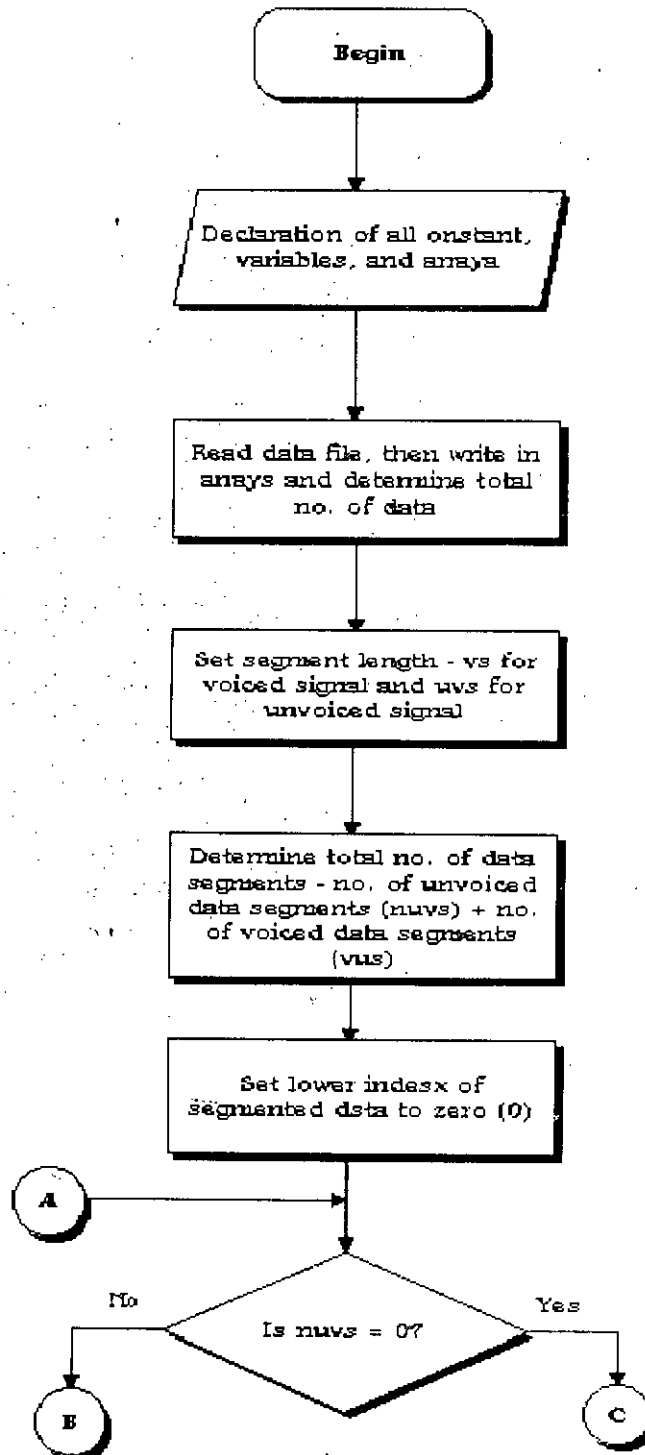 Begin
Declaration of all onstant,
variables, and arraya
Read data file, then write in
arrays and determine total
no. of data
Set segment length - vs for
voiced signal and uvs for
unvoiced signal
Determine total no. of data
segments - no. of unvoiced
data segments (nuvs) + no.
of voiced data segments
(vus)
Set lower indesx of
segmented dsta to zero (0)
A
No
Is nuvs = 0?
Yes
B
C